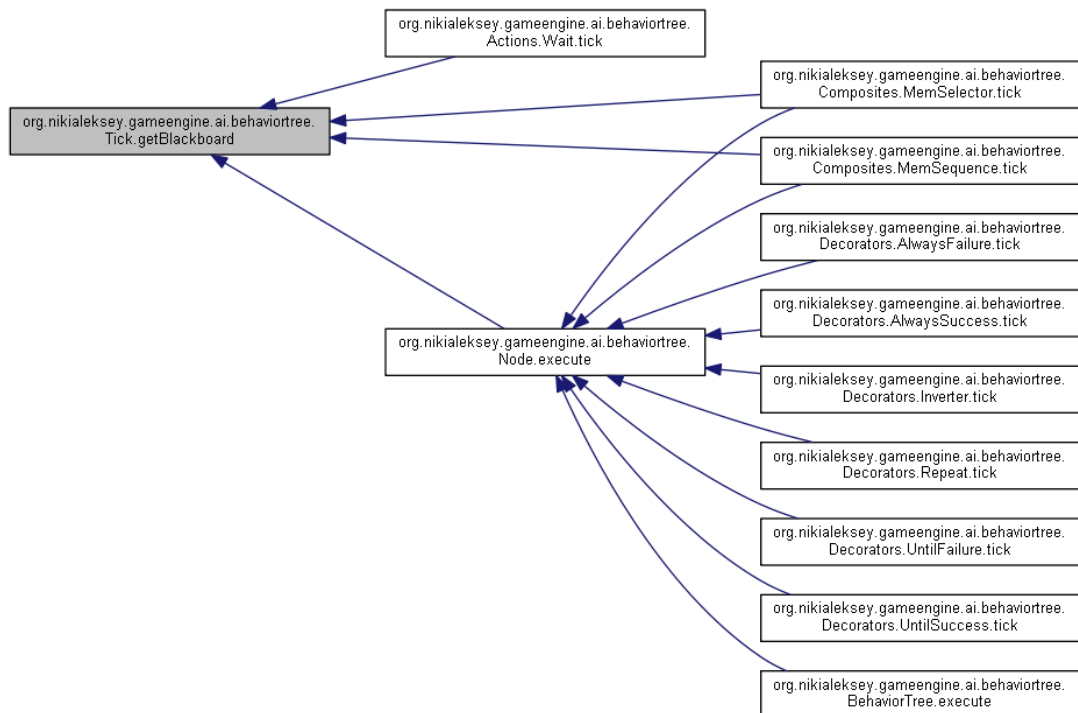 org.nikialeksey.gameengine.ai.behaviortree.
Actions.Wait.tick
org.nikialeksey.gameengine.ai.behaviortree.
Tick.getBlackboard
org.nikialeksey.gameengine.ai.behaviortree.
Composites.MemSelector.tick
org.nikialeksey.gameengine.ai.behaviortree.
Composites.MemSequence.tick
org.nikialeksey.gameengine.ai.behaviortree.
Decorators.AlwaysFailure.tick
org.nikialeksey.gameengine.ai.behaviortree.
Decorators.AlwaysSuccess.tick
org.nikialeksey.gameengine.ai.behaviortree.
Node.execute
org.nikialeksey.gameengine.ai.behaviortree.
Decorators.Inverter.tick
org.nikialeksey.gameengine.ai.behaviortree.
Decorators.Repeat.tick
org.nikialeksey.gameengine.ai.behaviortree.
Decorators.UntilFailure.tick
org.nikialeksey.gameengine.ai.behaviortree.
Decorators.UntilSuccess.tick
org.nikialeksey.gameengine.ai.behaviortree.
BehaviorTree.execute